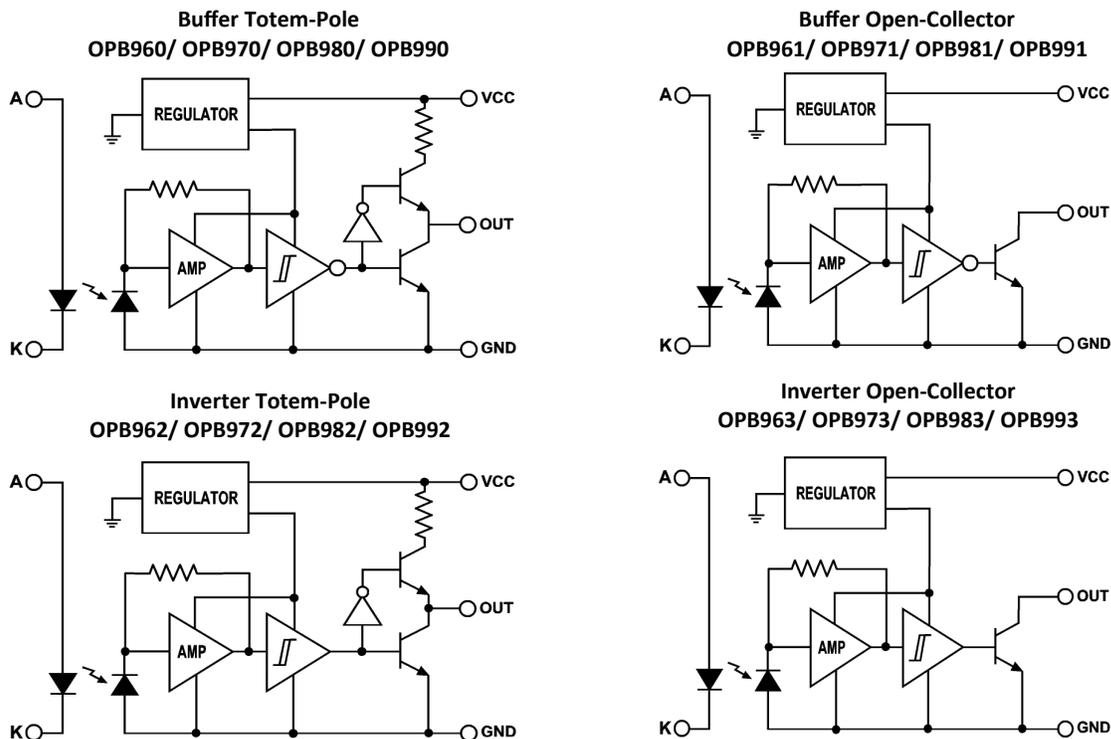 Buffer Totem-Pole
OPB960/ OPB970/ OPB980/ OPB990
A
REGULATOR
VCC
OUT
AMP
K
GND
Buffer Open-Collector
OPB961/ OPB971/ OPB981/ OPB991
A
REGULATOR
VCC
OUT
AMP
K
GND
Inverter Totem-Pole
OPB962/ OPB972/ OPB982/ OPB992
A
REGULATOR
VCC
OUT
AMP
K
GND
Inverter Open-Collector
OPB963/ OPB973/ OPB983/ OPB993
A
REGULATOR
VCC
OUT
AMP
K
GND